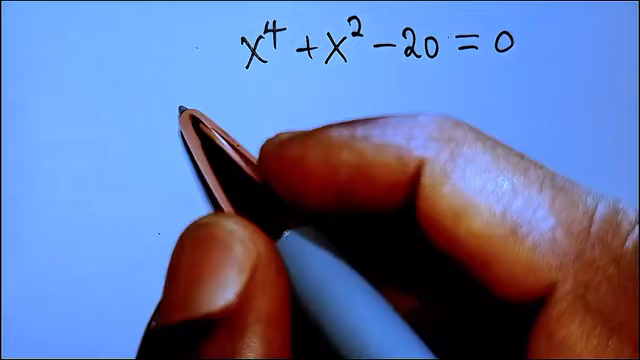 x⁴ + x² - 20 = 0